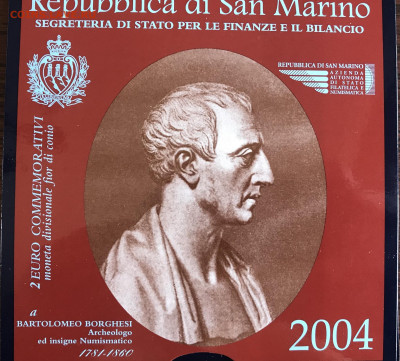 Repubblica di San Marino
SEGRETERIA DI STATO PER LE FINANZE E IL BILANCIO
REPUBBLICA DI SAN MARINO
AZIENDA
AUTONOMA
DI STATO
FILATELICA E
NUMISMATICA
2 EURO COMMEMORATIVI
moneta divisionale fior di conio
a
BARTOLOMEO BORGHESI
Archeologo
ed insigne Numismatico
1781-1860
2004